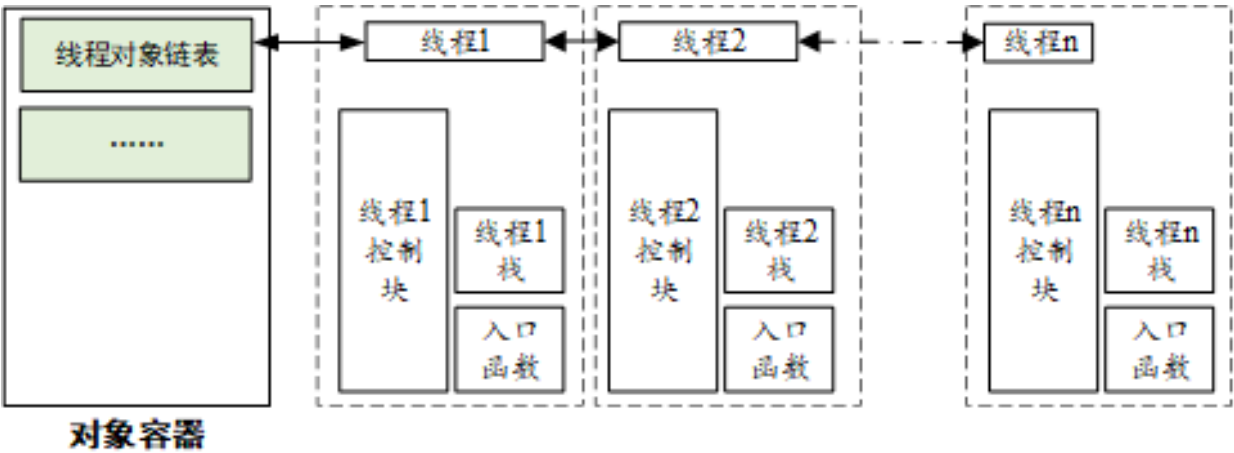 线程对象链表
线程1
线程2
线程n
······
线程1
控制
块
线程1
栈
入口
函数
线程2
控制
块
线程2
栈
入口
函数
线程n
控制
块
线程n
栈
入口
函数
对象容器